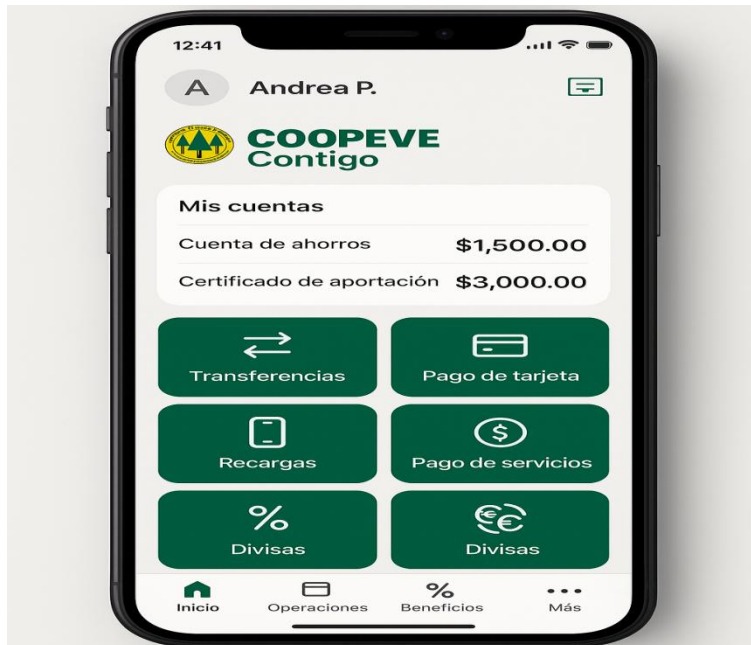 12:41
A Andrea P.
COOPEVE
Contigo
Mis cuentas
Cuenta de ahorros $1,500.00
Certificado de aportación $3,000.00
Transferencias Pago de tarjeta
Recargas Pago de servicios
Divisas Divisas
Inicio Operaciones Beneficios Más